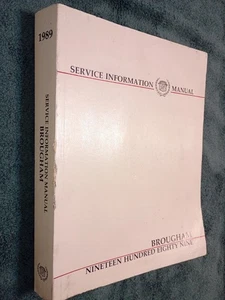 1989
SERVICE INFORMATION MANUAL
BROUGHAM
SERVICE INFORMATION MANUAL
BROUGHAM
NINETEEN HUNDRED EIGHTY NINE